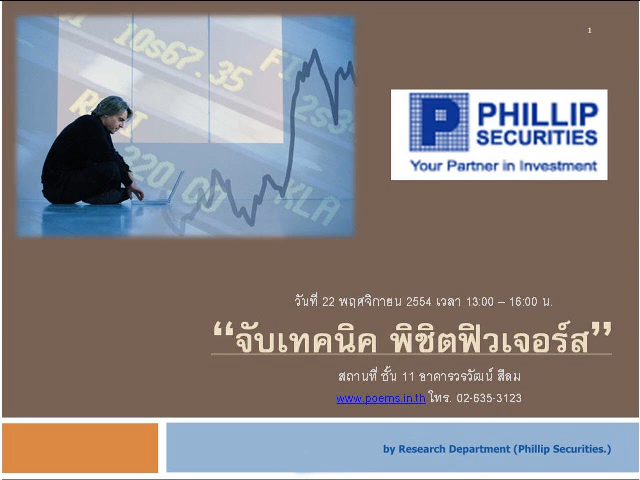 1
10s67.35
PHILLIP
SECURITIES
Your Partner in Investment
วันที่ 22 พฤศจิกายน 2554 เวลา 13:00 – 16:00 น.
“จับเทคนิค พิชิตฟิวเจอร์ส”
สถานที่ ชั้น 11 อาคารวรวัฒน์ สีลม
www.poems.in.th โทร. 02-635-3123
by Research Department (Phillip Securities.)